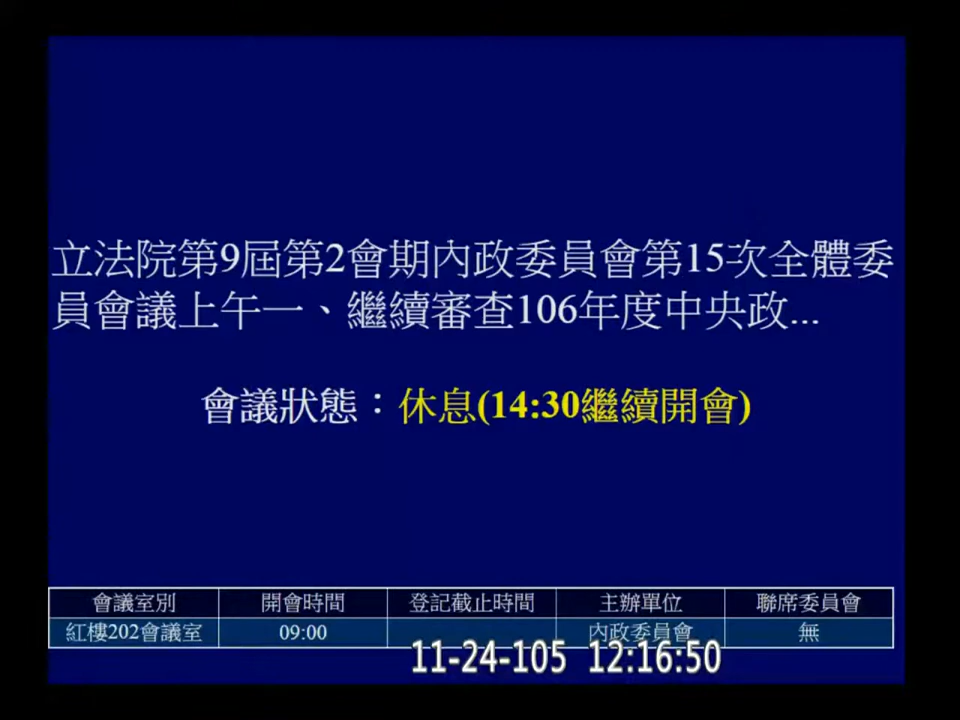 立法院第9屆第2會期內政委員會第15次全體委
員會議上午一、繼續審查106年度中央政...
會議狀態：休息(14:30繼續開會)
會議室別 開會時間 登記截止時間 主辦單位 聯席委員會
紅樓202會議室 09:00 內政委員會 無
11-24-105 12:16:50